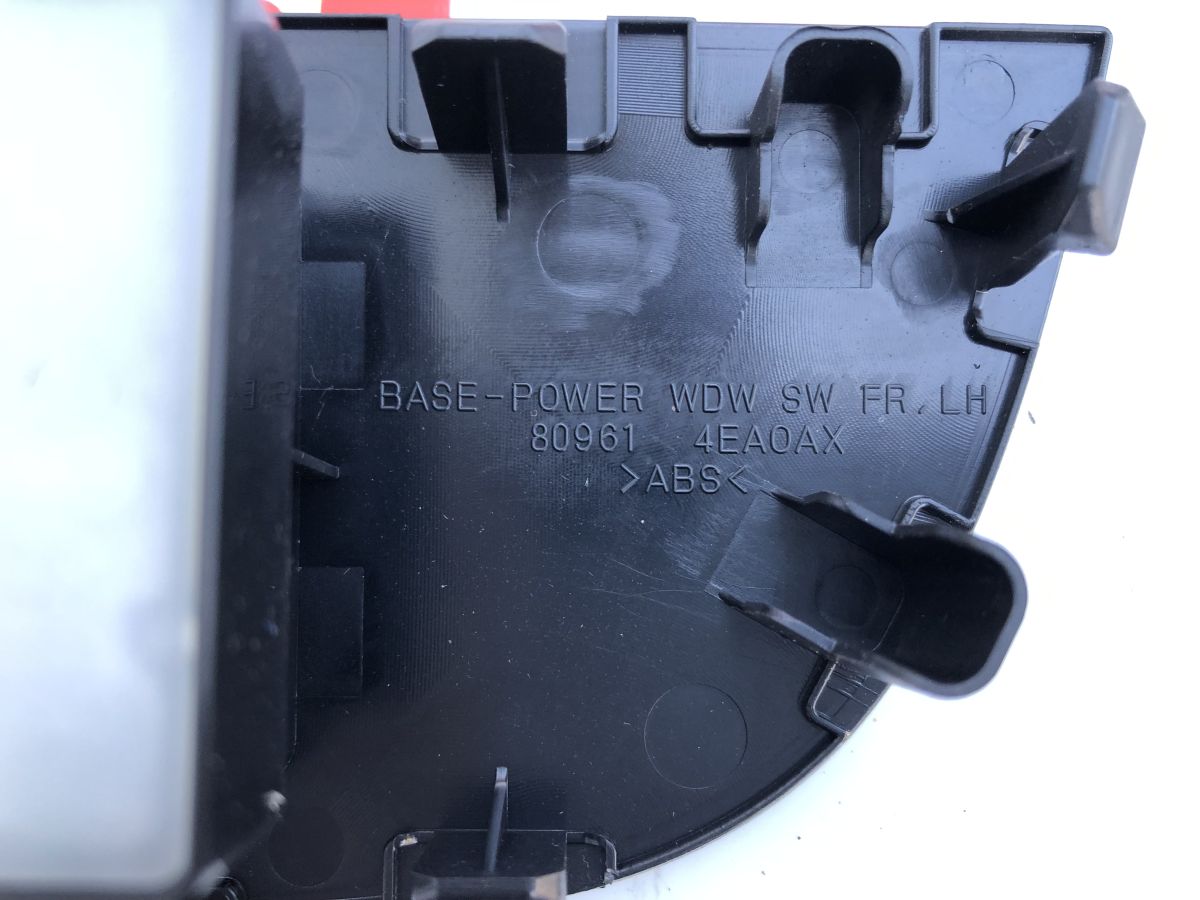 BASE-POWER WDW SW FR.LH
80961 4EA0AX
>ABS<